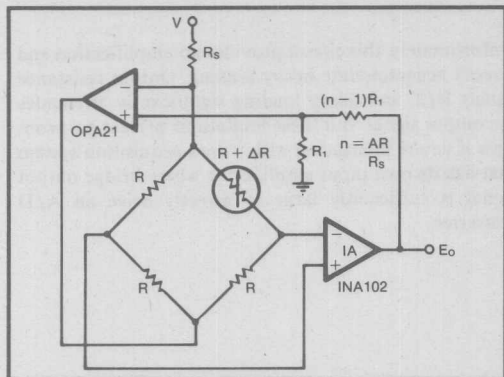 V
Rs
OPA21
(n − 1)R1
R + ΔR
R1
n = AR/Rs
R
R
−
+
IA
INA102
Eo
−
+